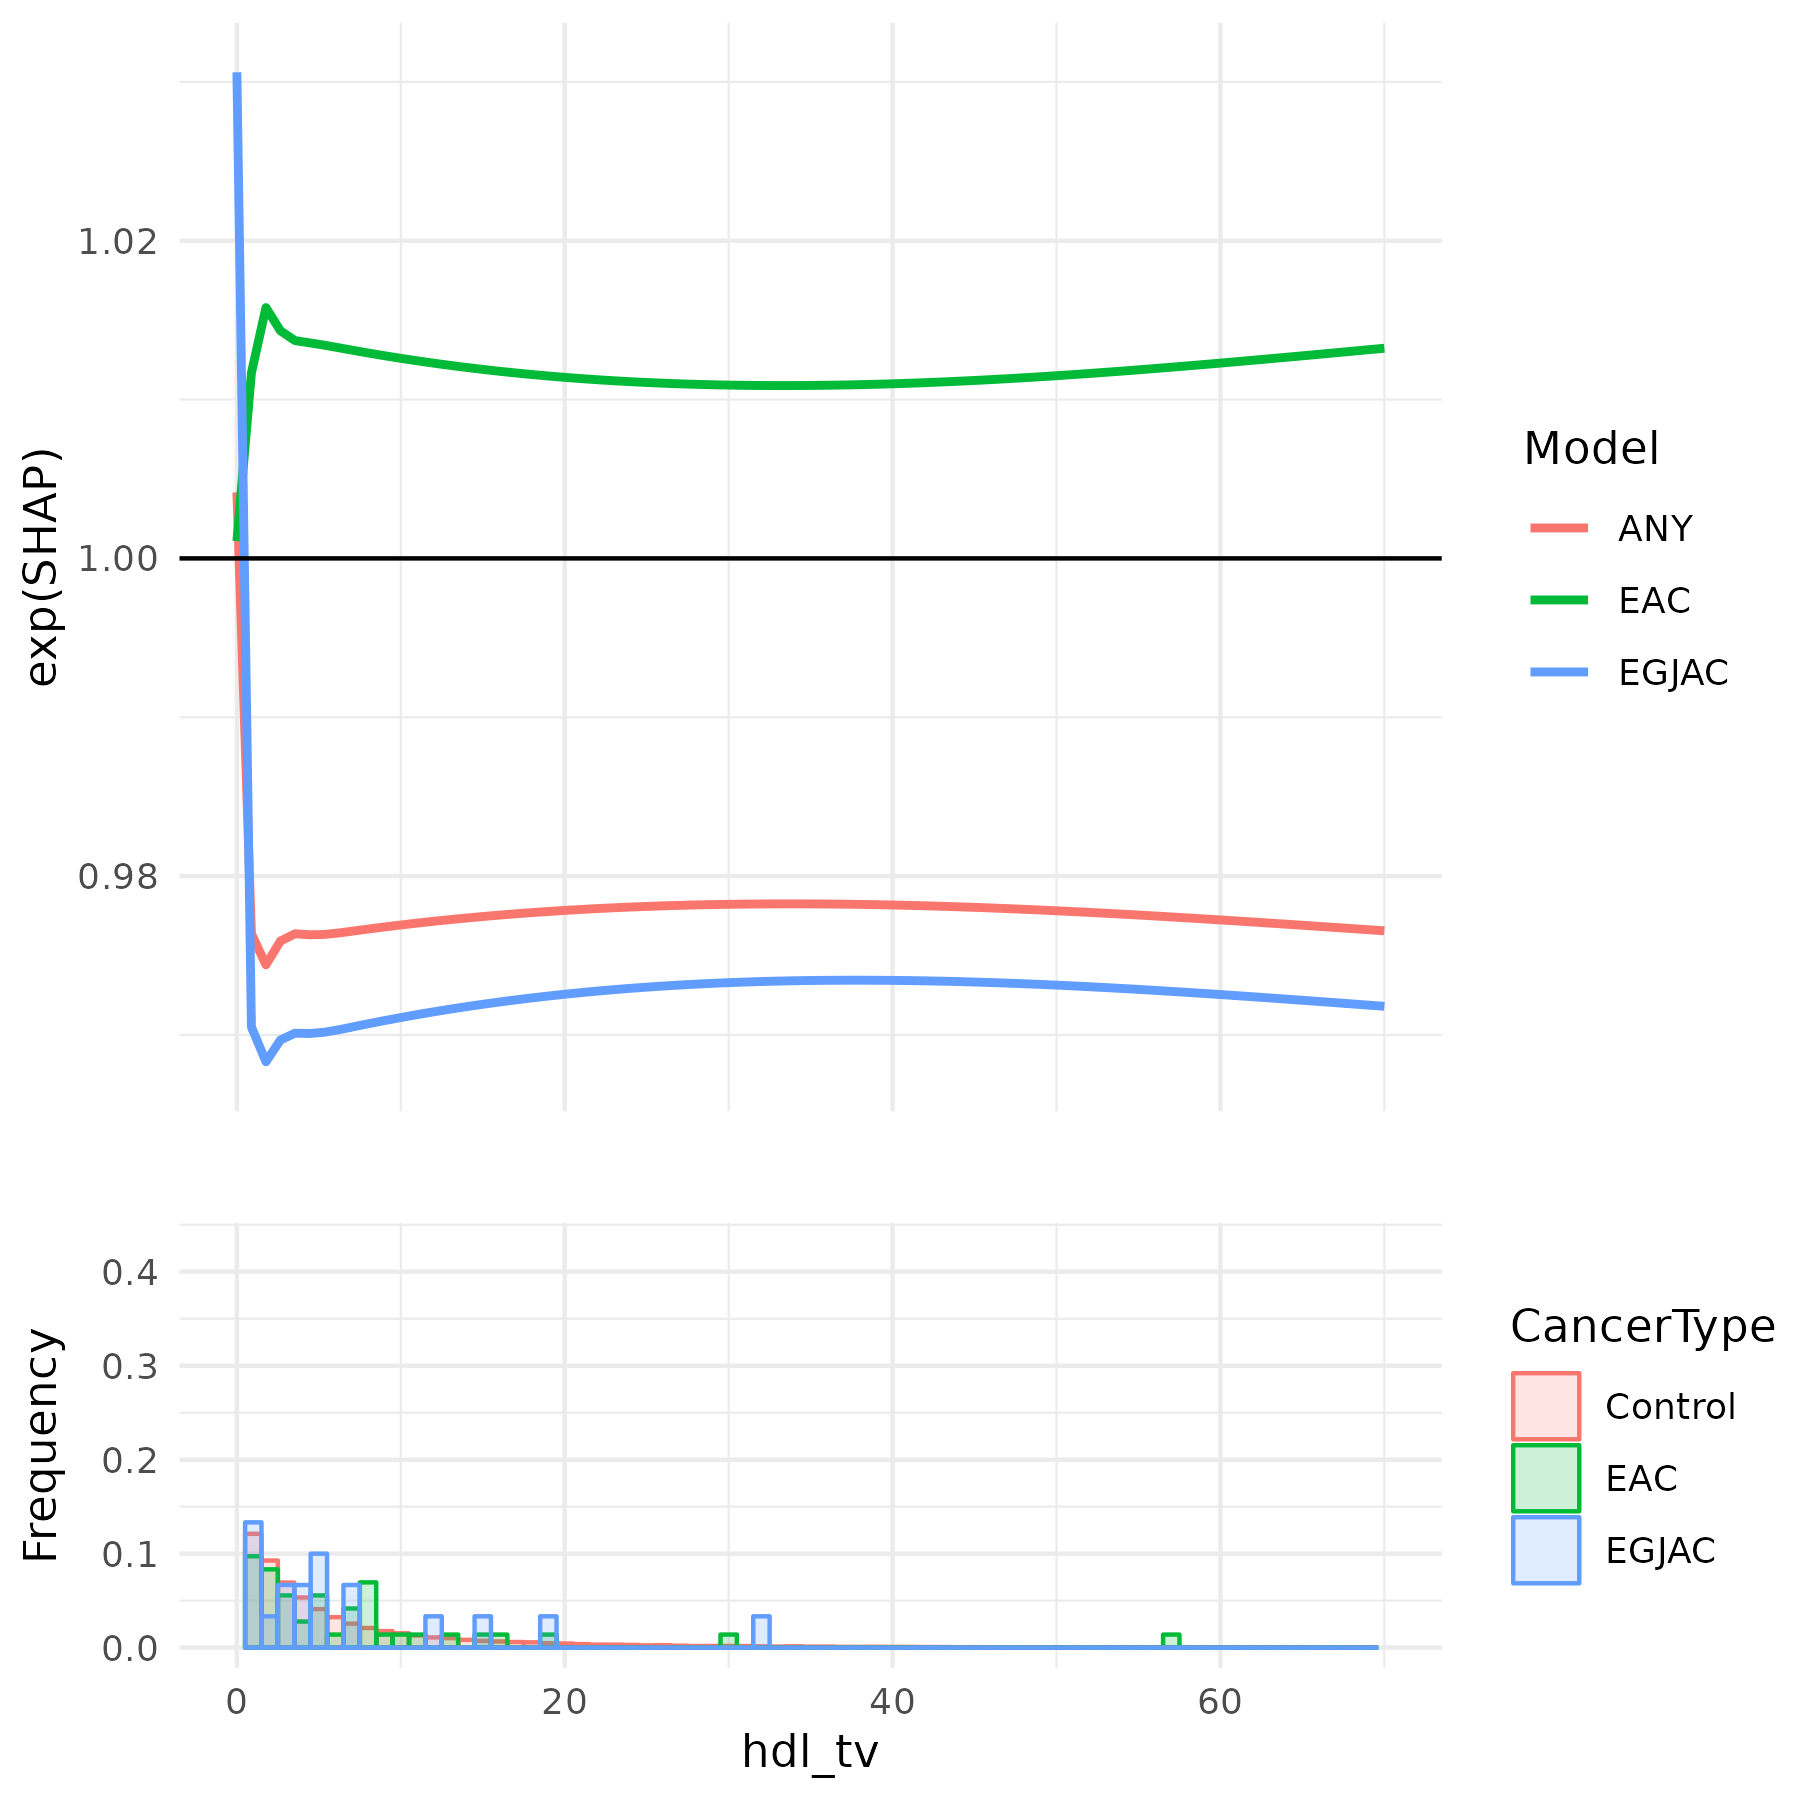 exp(SHAP)
1.02
1.00
0.98
Model
ANY
EAC
EGJAC
Frequency
0.4
0.3
0.2
0.1
0.0
0 20 40 60
hdl_tv
CancerType
Control
EAC
EGJAC